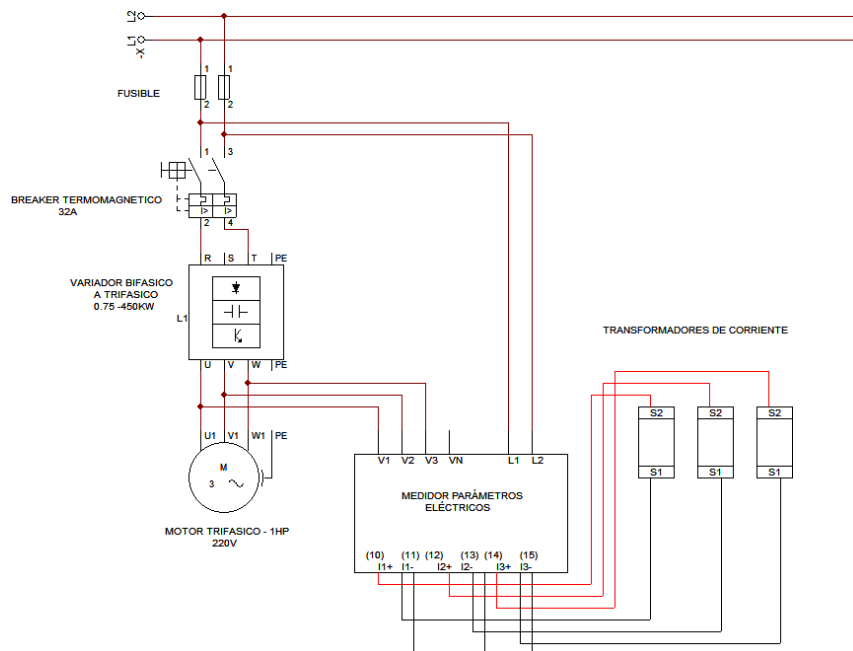 L2
L1
-X
1 1
FUSIBLE
2 2
1 3
BREAKER TERMOMAGNETICO
32A
I> I>
2 4
R S T PE
VARIADOR BIFASICO
A TRIFASICO
0.75 -450KW
L1
U V W PE
TRANSFORMADORES DE CORRIENTE
S2 S2 S2
S1 S1 S1
U1 V1 W1 PE
M
3
MOTOR TRIFASICO - 1HP
220V
V1 V2 V3 VN L1 L2
MEDIDOR PARÂMETROS
ELÉCTRICOS
(10) (11) (12) (13) (14) (15)
I1+ I1- I2+ I2- I3+ I3-